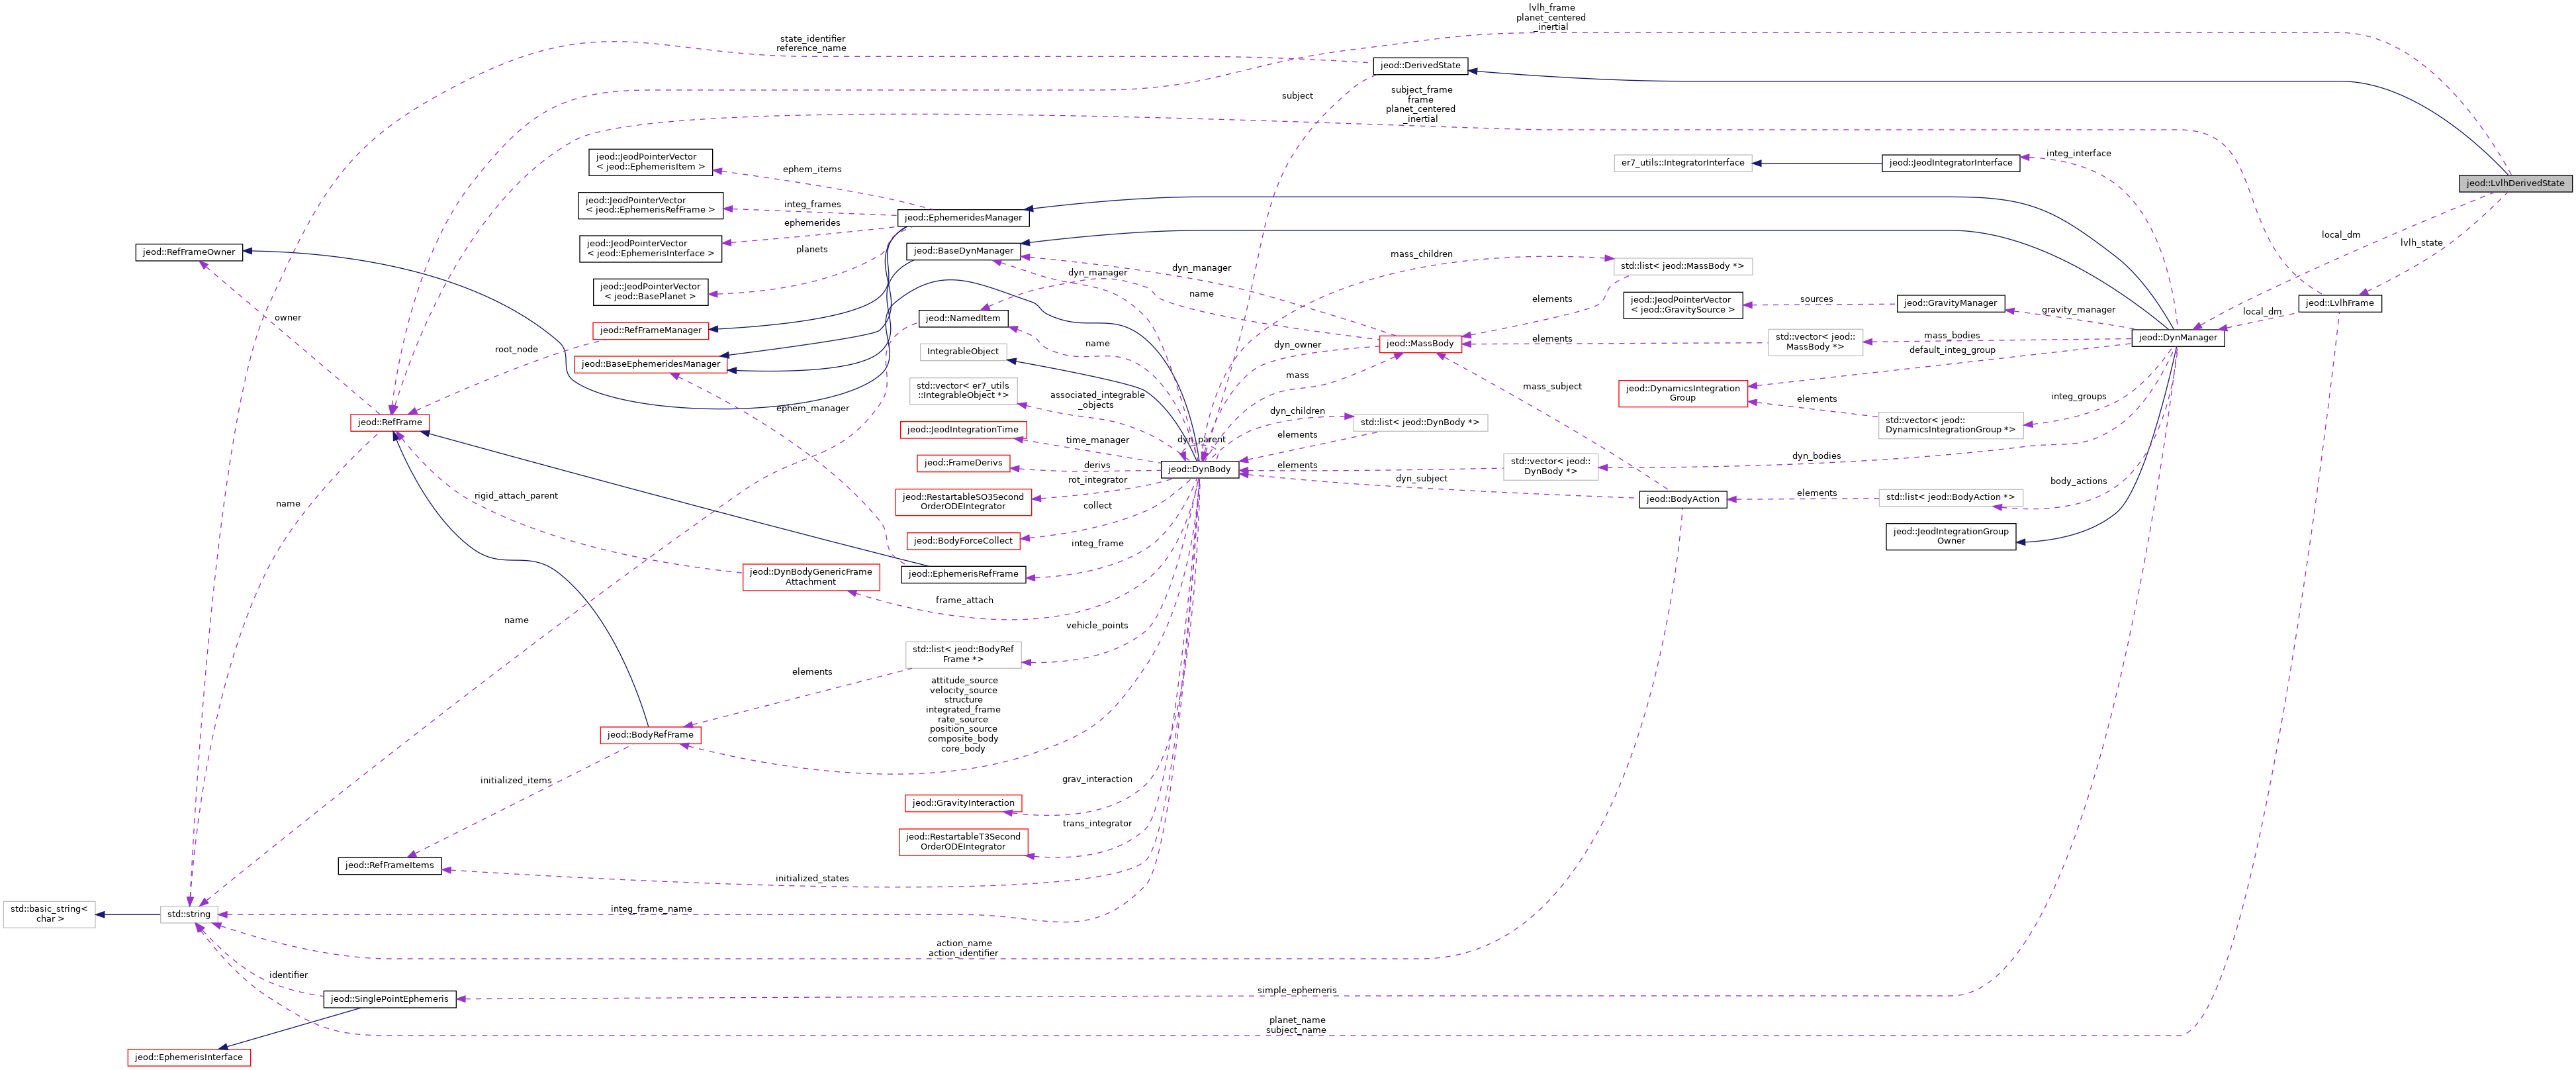 lvlh_frame
planet_centered
_inertial
state_identifier
reference_name
jeod::DerivedState
subject
subject_frame
frame
planet_centered
_inertial
jeod::JeodPointerVector
< jeod::EphemerisItem >
ephem_items
er7_utils::IntegratorInterface
jeod::JeodIntegratorInterface
integ_interface
jeod::LvlhDerivedState
jeod::JeodPointerVector
< jeod::EphemerisRefFrame >
integ_frames
jeod::EphemeridesManager
ephemerides
jeod::JeodPointerVector
< jeod::EphemerisInterface >
planets
jeod::BaseDynManager
jeod::RefFrameOwner
local_dm
lvlh_state
mass_children
std::list< jeod::MassBody *>
dyn_manager
dyn_manager
jeod::JeodPointerVector
< jeod::BasePlanet >
name
elements
jeod::JeodPointerVector
< jeod::GravitySource >
sources
jeod::GravityManager
gravity_manager
jeod::LvlhFrame
local_dm
owner
jeod::NamedItem
jeod::RefFrameManager
root_node
name
dyn_owner
jeod::MassBody
elements
std::vector< jeod::
MassBody *>
mass_bodies
jeod::DynManager
IntegrableObject
default_integ_group
jeod::BaseEphemeridesManager
mass
mass_subject
jeod::DynamicsIntegration
Group
elements
std::vector< er7_utils
::IntegrableObject *>
associated_integrable
_objects
integ_groups
ephem_manager
dyn_children
std::list< jeod::DynBody *>
std::vector< jeod::
DynamicsIntegrationGroup *>
jeod::RefFrame
jeod::JeodIntegrationTime
time_manager
dyn_parent
elements
jeod::FrameDerivs
derivs
jeod::DynBody
elements
std::vector< jeod::
DynBody *>
dyn_bodies
rot_integrator
dyn_subject
body_actions
rigid_attach_parent
name
jeod::RestartableSO3Second
OrderODEIntegrator
collect
jeod::BodyAction
elements
std::list< jeod::BodyAction *>
jeod::BodyForceCollect
integ_frame
jeod::JeodIntegrationGroup
Owner
jeod::DynBodyGenericFrame
Attachment
jeod::EphemerisRefFrame
frame_attach
name
vehicle_points
std::list< jeod::BodyRef
Frame *>
elements
attitude_source
velocity_source
structure
integrated_frame
rate_source
position_source
composite_body
core_body
jeod::BodyRefFrame
initialized_items
grav_interaction
jeod::GravityInteraction
trans_integrator
jeod::RestartableT3Second
OrderODEIntegrator
jeod::RefFrameItems
initialized_states
std::basic_string<
char >
std::string
integ_frame_name
action_name
action_identifier
identifier
jeod::SinglePointEphemeris
simple_ephemeris
planet_name
subject_name
jeod::EphemerisInterface